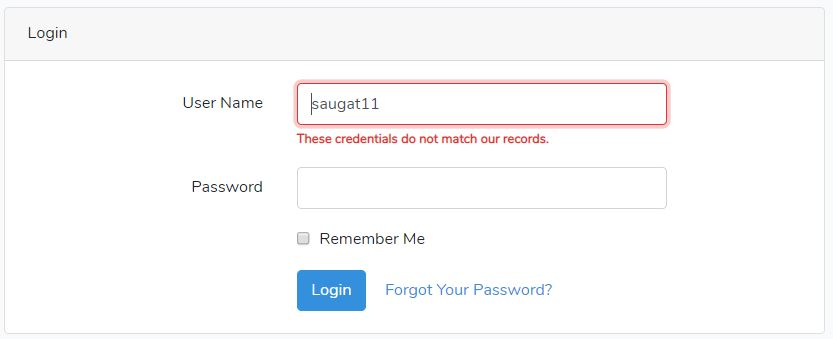 Login
User Name saugat11
These credentials do not match our records.
Password
Remember Me
Login Forgot Your Password?